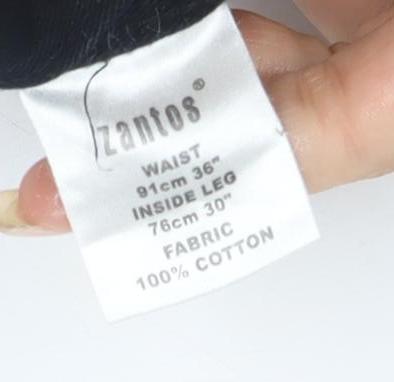 zantos®
WAIST
91cm 36"
INSIDE LEG
76cm 30"
FABRIC
100% COTTON